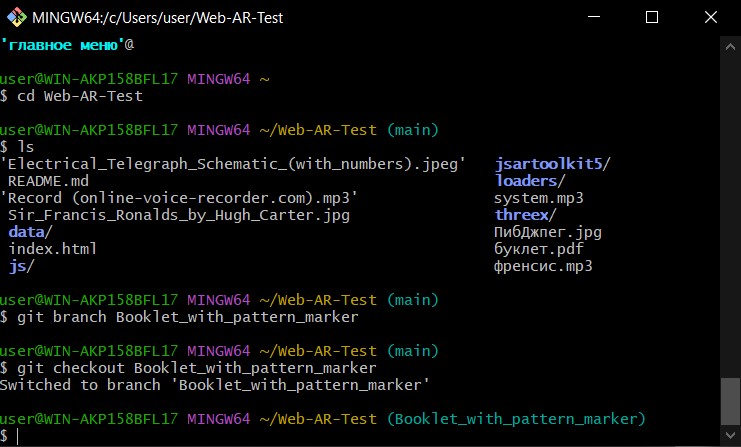 MINGW64:/c/Users/user/Web-AR-Test
'главное меню'@
user@WIN-AKP158BFL17 MINGW64 ~
$ cd Web-AR-Test
user@WIN-AKP158BFL17 MINGW64 ~/Web-AR-Test (main)
$ ls
'Electrical_Telegraph_Schematic_(with_numbers).jpeg' jsartoolkit5/
README.md loaders/
'Record (online-voice-recorder.com).mp3' system.mp3
Sir_Francis_Ronalds_by_Hugh_Carter.jpg threex/
data/ ПибДжпег.jpg
index.html буклет.pdf
js/ френсис.mp3
user@WIN-AKP158BFL17 MINGW64 ~/Web-AR-Test (main)
$ git branch Booklet_with_pattern_marker
user@WIN-AKP158BFL17 MINGW64 ~/Web-AR-Test (main)
$ git checkout Booklet_with_pattern_marker
Switched to branch 'Booklet_with_pattern_marker'
user@WIN-AKP158BFL17 MINGW64 ~/Web-AR-Test (Booklet_with_pattern_marker)
$